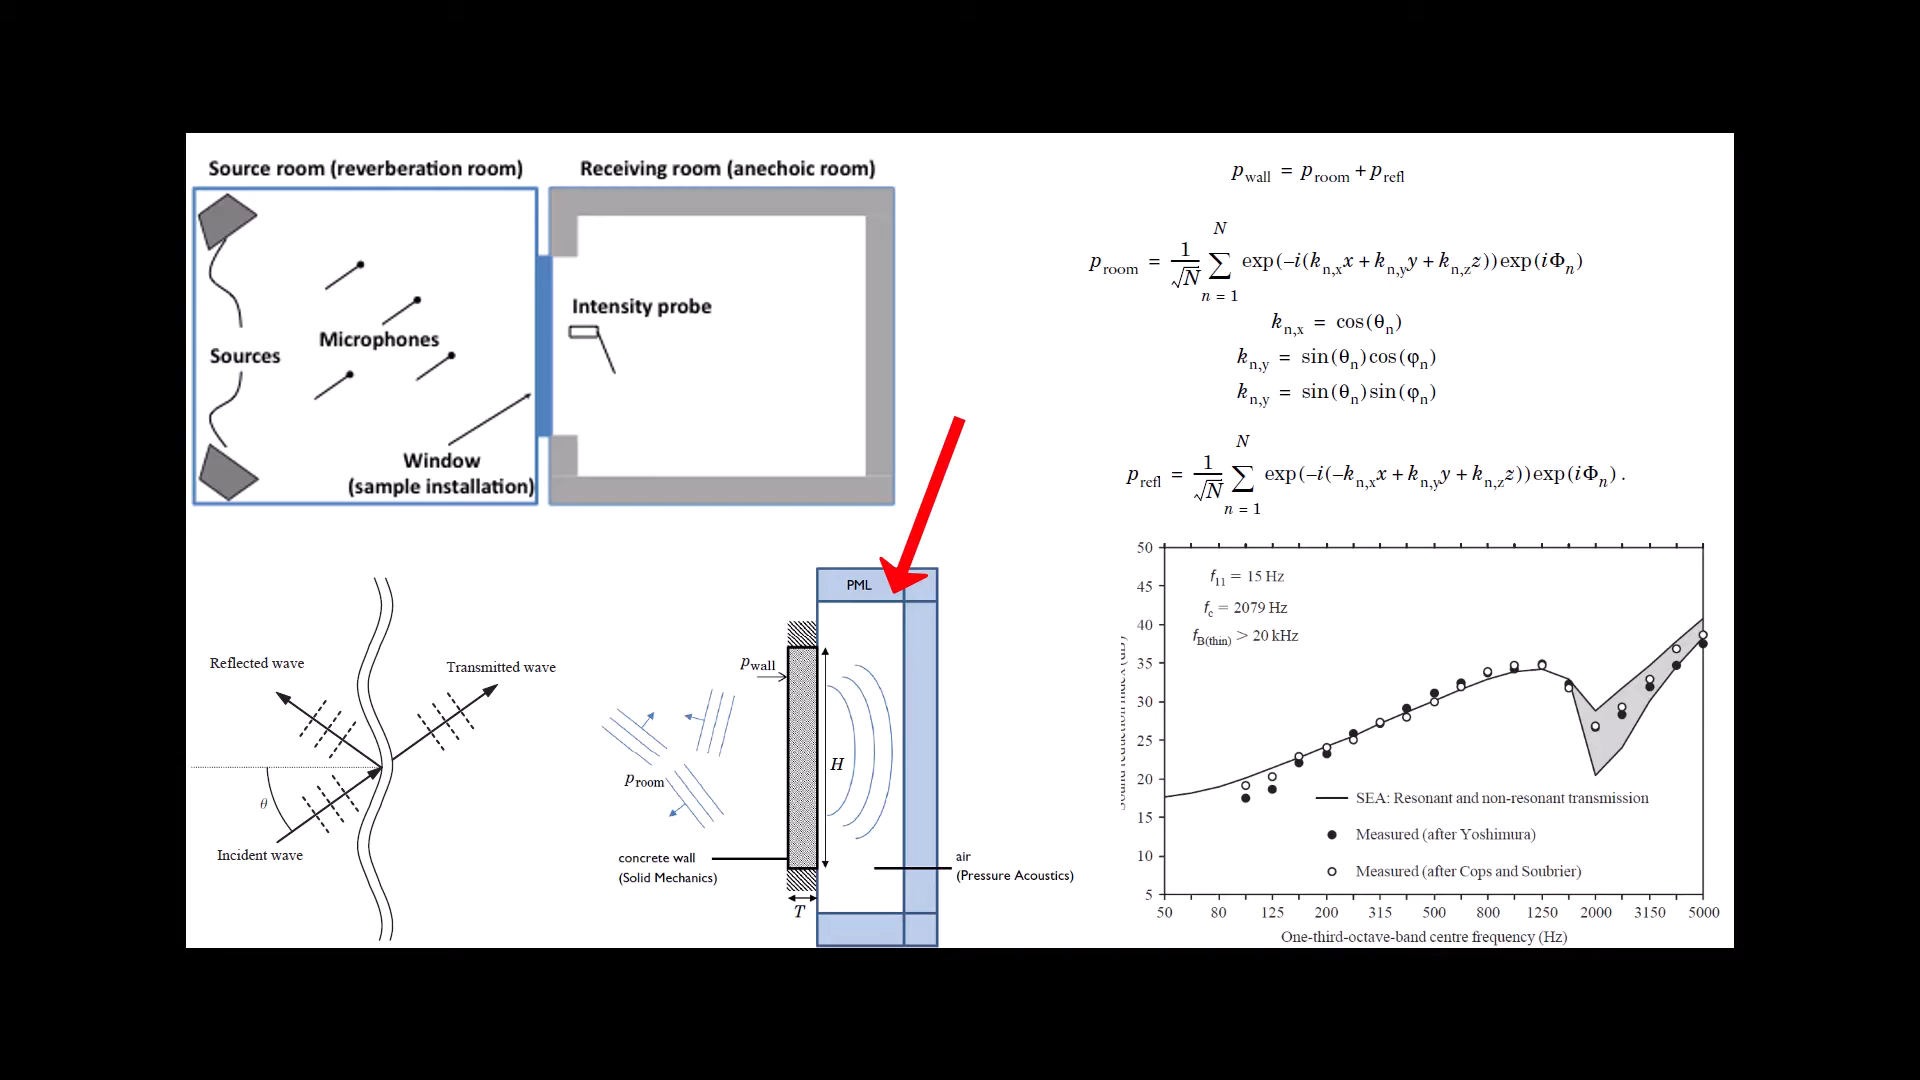 Source room (reverberation room)
Receiving room (anechoic room)
Sources
Microphones
Window
(sample installation)
Intensity probe
p_wall = p_room + p_refl
p_room = 1/√N ∑_{n = 1}^{N} exp(–i(k_{n,x}x + k_{n,y}y + k_{n,z}z))exp(iΦ_n)
k_{n,x} = cos(θ_n)
k_{n,y} = sin(θ_n)cos(φ_n)
k_{n,y} = sin(θ_n)sin(φ_n)
p_refl = 1/√N ∑_{n = 1}^{N} exp(–i(–k_{n,x}x + k_{n,y}y + k_{n,z}z))exp(iΦ_n).
Reflected wave
Transmitted wave
θ
Incident wave
PML
p_wall
p_room
H
concrete wall
(Solid Mechanics)
T
air
(Pressure Acoustics)
50
45
40
35
30
25
20
15
10
5
f_11 = 15 Hz
f_c = 2079 Hz
f_B(thin) > 20 kHz
SEA: Resonant and non-resonant transmission
Measured (after Yoshimura)
Measured (after Cops and Soubrier)
50 80 125 200 315 500 800 1250 2000 3150 5000
One-third-octave-band centre frequency (Hz)